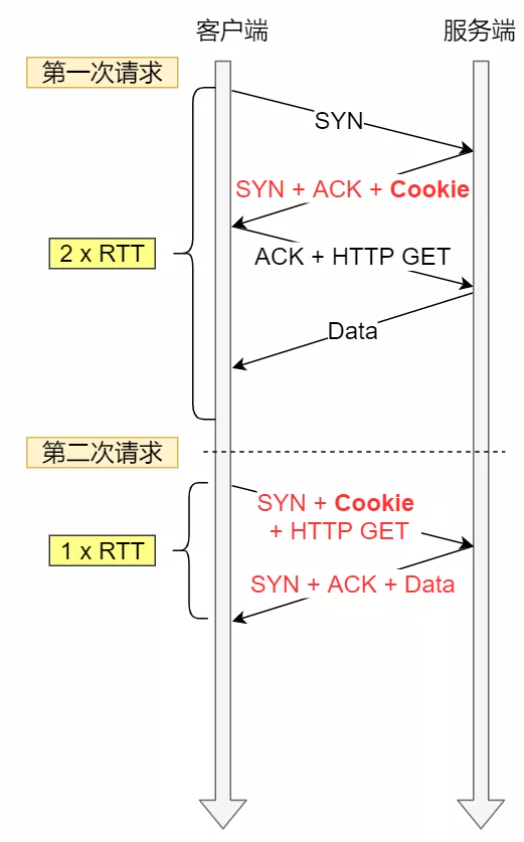 客户端
服务端
第一次请求
SYN
SYN + ACK + Cookie
2 x RTT
ACK + HTTP GET
Data
第二次请求
SYN + Cookie
+ HTTP GET
1 x RTT
SYN + ACK + Data